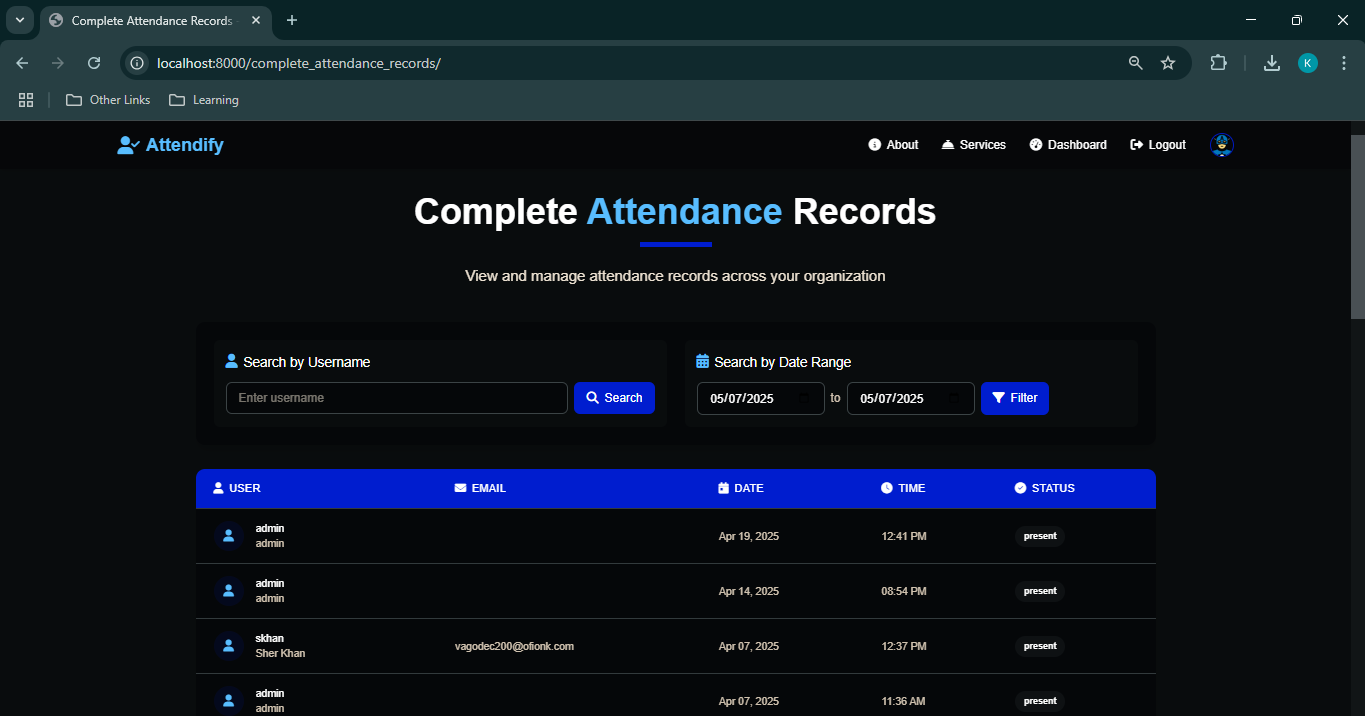 Complete Attendance Records
localhost:8000/complete_attendance_records/
K
Other Links
Learning
Attendify
About
Services
Dashboard
Logout
Complete Attendance Records
View and manage attendance records across your organization
Search by Username
Enter username
Search
Search by Date Range
05/07/2025 to 05/07/2025
Filter
USER EMAIL DATE TIME STATUS
admin
admin
Apr 19, 2025 12:41 PM present
admin
admin
Apr 14, 2025 08:54 PM present
skhan
Sher Khan
vagodec200@ofionk.com Apr 07, 2025 12:37 PM present
admin
admin
Apr 07, 2025 11:36 AM present